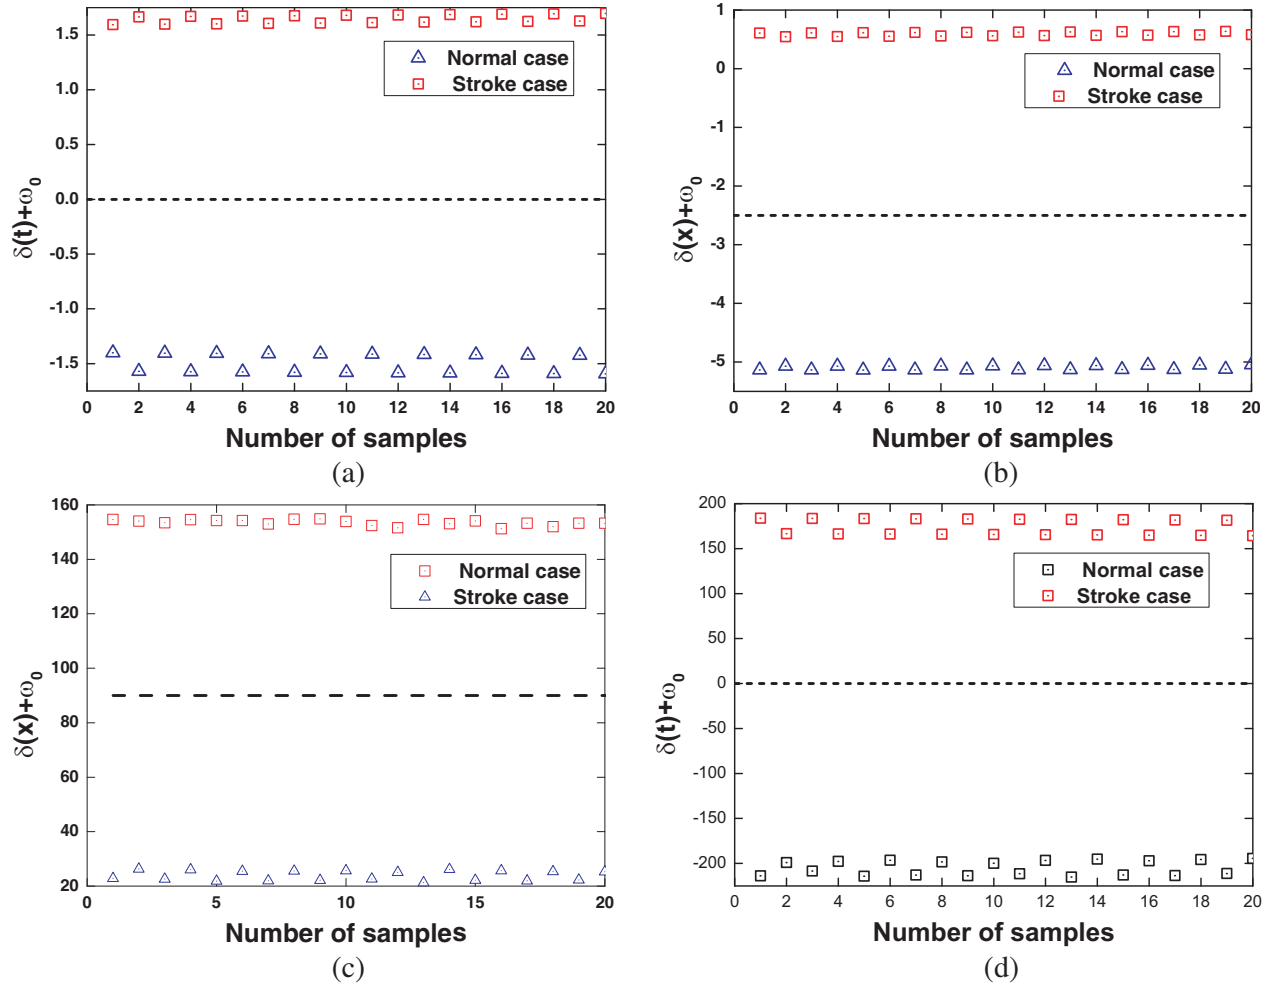 1.5
1.0
0.5
0.0
-0.5
-1.0
-1.5
δ(t)+ω0
Normal case
Stroke case
0 2 4 6 8 10 12 14 16 18 20
Number of samples
(a)
1
0
-1
-2
-3
-4
-5
δ(x)+ω0
Normal case
Stroke case
0 2 4 6 8 10 12 14 16 18 20
Number of samples
(b)
160
140
120
100
80
60
40
20
δ(x)+ω0
Normal case
Stroke case
0 5 10 15 20
Number of samples
(c)
200
150
100
50
0
-50
-100
-150
-200
δ(t)+ω0
Normal case
Stroke case
0 2 4 6 8 10 12 14 16 18 20
Number of samples
(d)